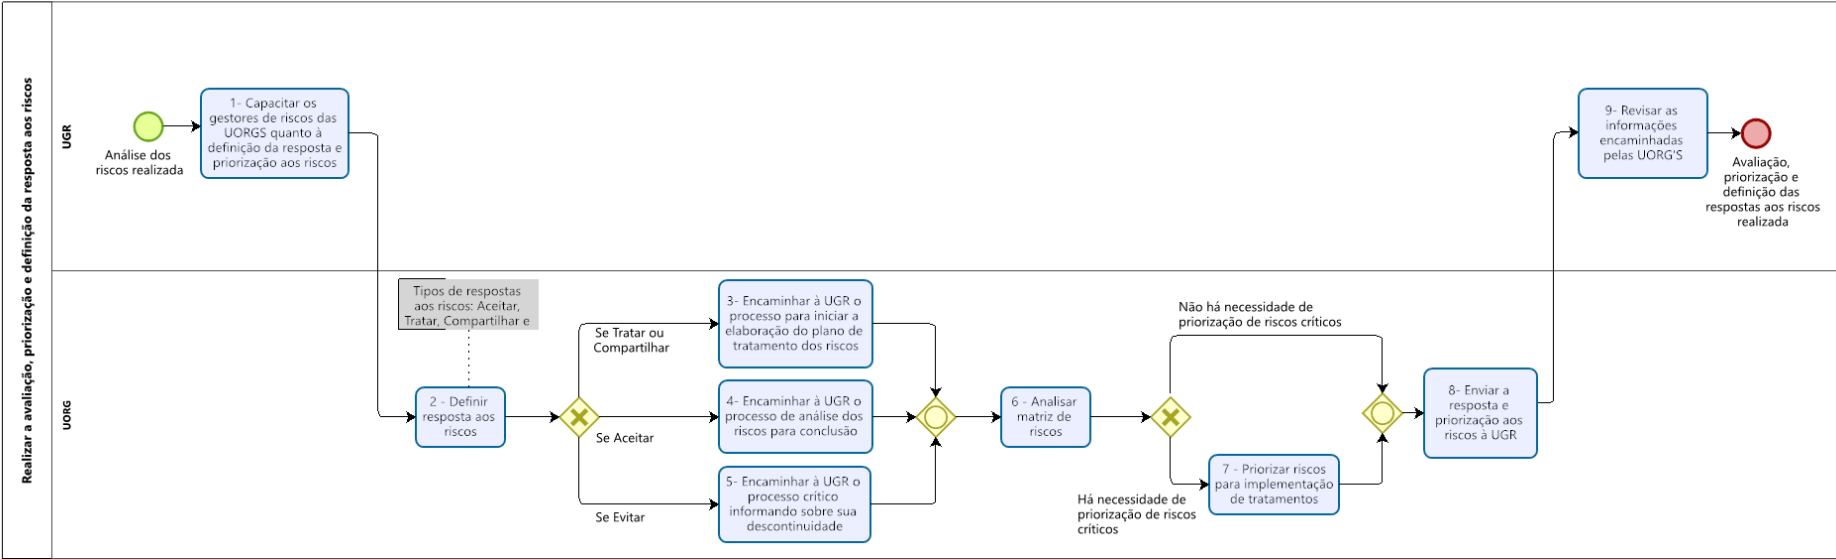 Realizar a avaliação, priorização e definição da resposta aos riscos
UGR
Análise dos
riscos realizada
1- Capacitar os
gestores de riscos das
UORGS quanto à
definição da resposta e
priorização aos riscos
9- Revisar as
informações
encaminhadas
pelas UORG'S
Avaliação,
priorização e
definição das
respostas aos riscos
realizada
UORG
Tipos de respostas
aos riscos: Aceitar,
Tratar, Compartilhar e
2 - Definir
resposta aos
riscos
Se Tratar ou
Compartilhar
Se Aceitar
Se Evitar
3- Encaminhar à UGR o
processo para iniciar a
elaboração do plano de
tratamento dos riscos
4- Encaminhar à UGR o
processo de análise dos
riscos para conclusão
5- Encaminhar à UGR o
processo crítico
informando sobre sua
descontinuidade
6 - Analisar
matriz de
riscos
Não há necessidade de
priorização de riscos críticos
Há necessidade de
priorização de riscos
críticos
7 - Priorizar riscos
para implementação
de tratamentos
8- Enviar a
resposta e
priorização aos
riscos à UGR